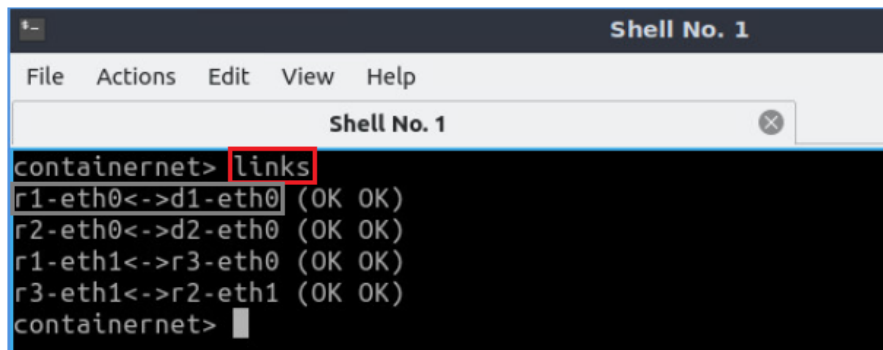 Shell No. 1
File Actions Edit View Help
Shell No. 1
containernet> links
r1-eth0<->d1-eth0 (OK OK)
r2-eth0<->d2-eth0 (OK OK)
r1-eth1<->r3-eth0 (OK OK)
r3-eth1<->r2-eth1 (OK OK)
containernet>